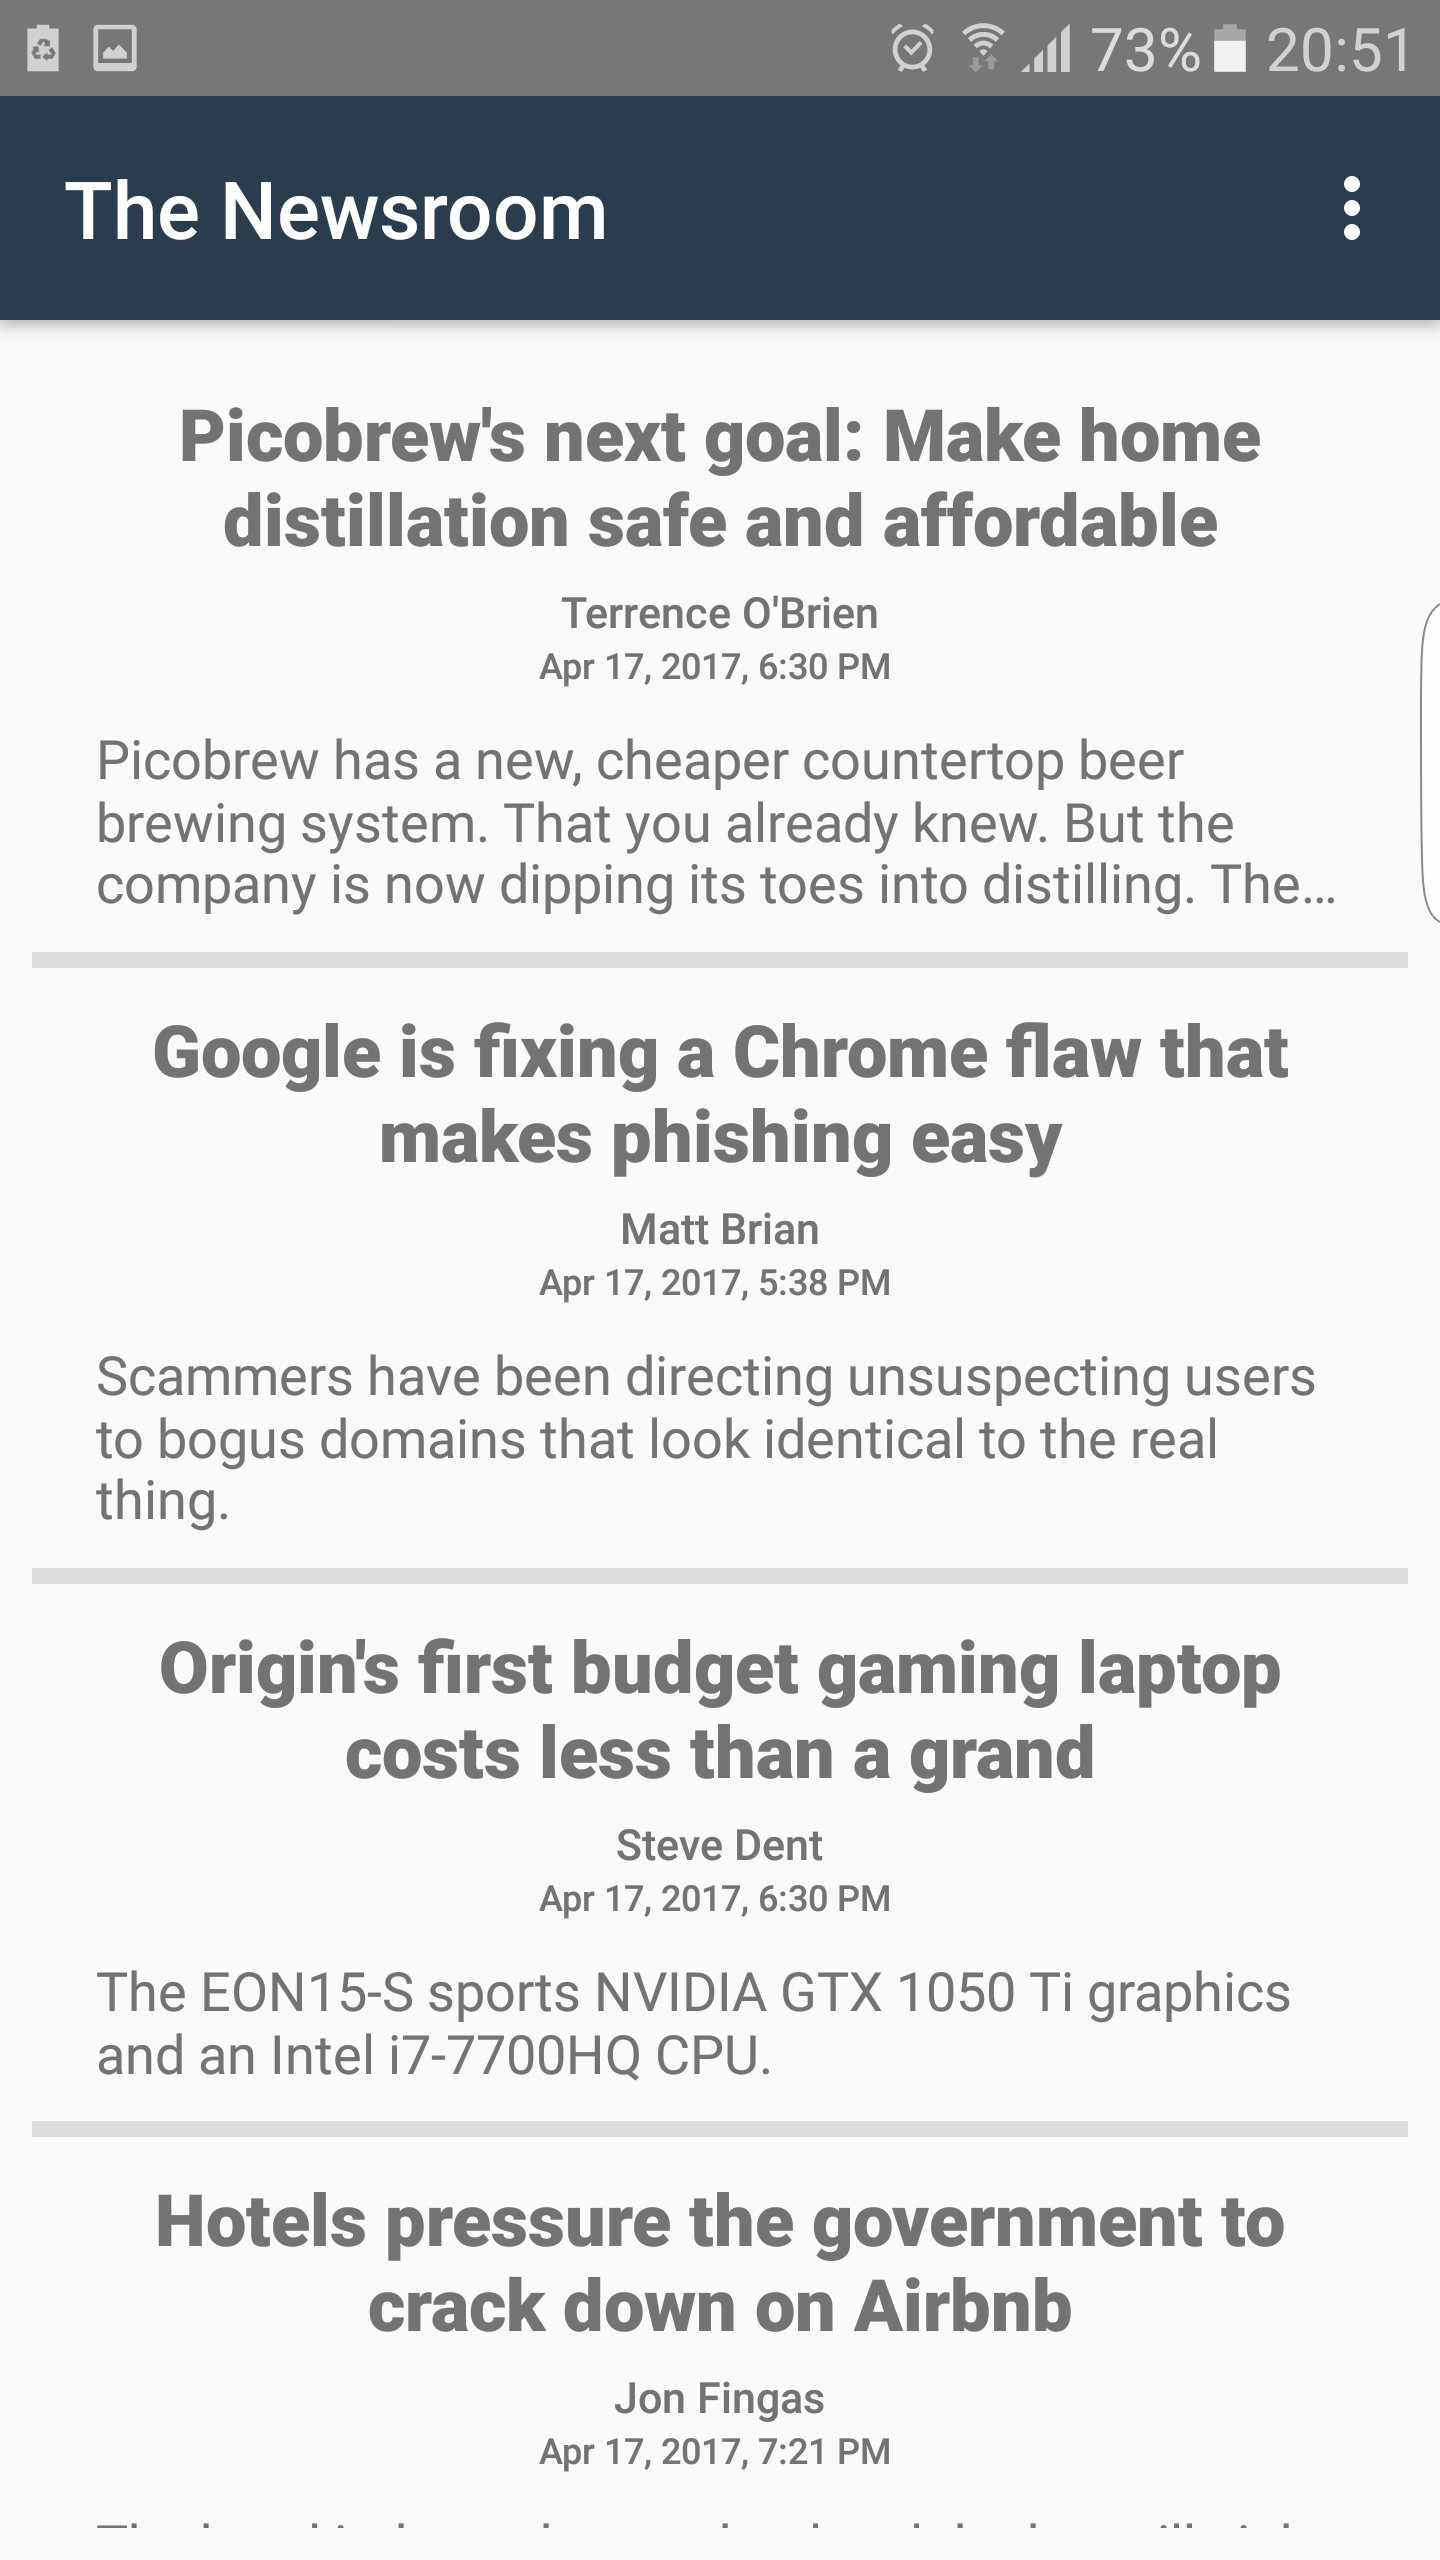 73% 20:51
The Newsroom
Picobrew's next goal: Make home
distillation safe and affordable
Terrence O'Brien
Apr 17, 2017, 6:30 PM
Picobrew has a new, cheaper countertop beer
brewing system. That you already knew. But the
company is now dipping its toes into distilling. The…
Google is fixing a Chrome flaw that
makes phishing easy
Matt Brian
Apr 17, 2017, 5:38 PM
Scammers have been directing unsuspecting users
to bogus domains that look identical to the real
thing.
Origin's first budget gaming laptop
costs less than a grand
Steve Dent
Apr 17, 2017, 6:30 PM
The EON15-S sports NVIDIA GTX 1050 Ti graphics
and an Intel i7-7700HQ CPU.
Hotels pressure the government to
crack down on Airbnb
Jon Fingas
Apr 17, 2017, 7:21 PM